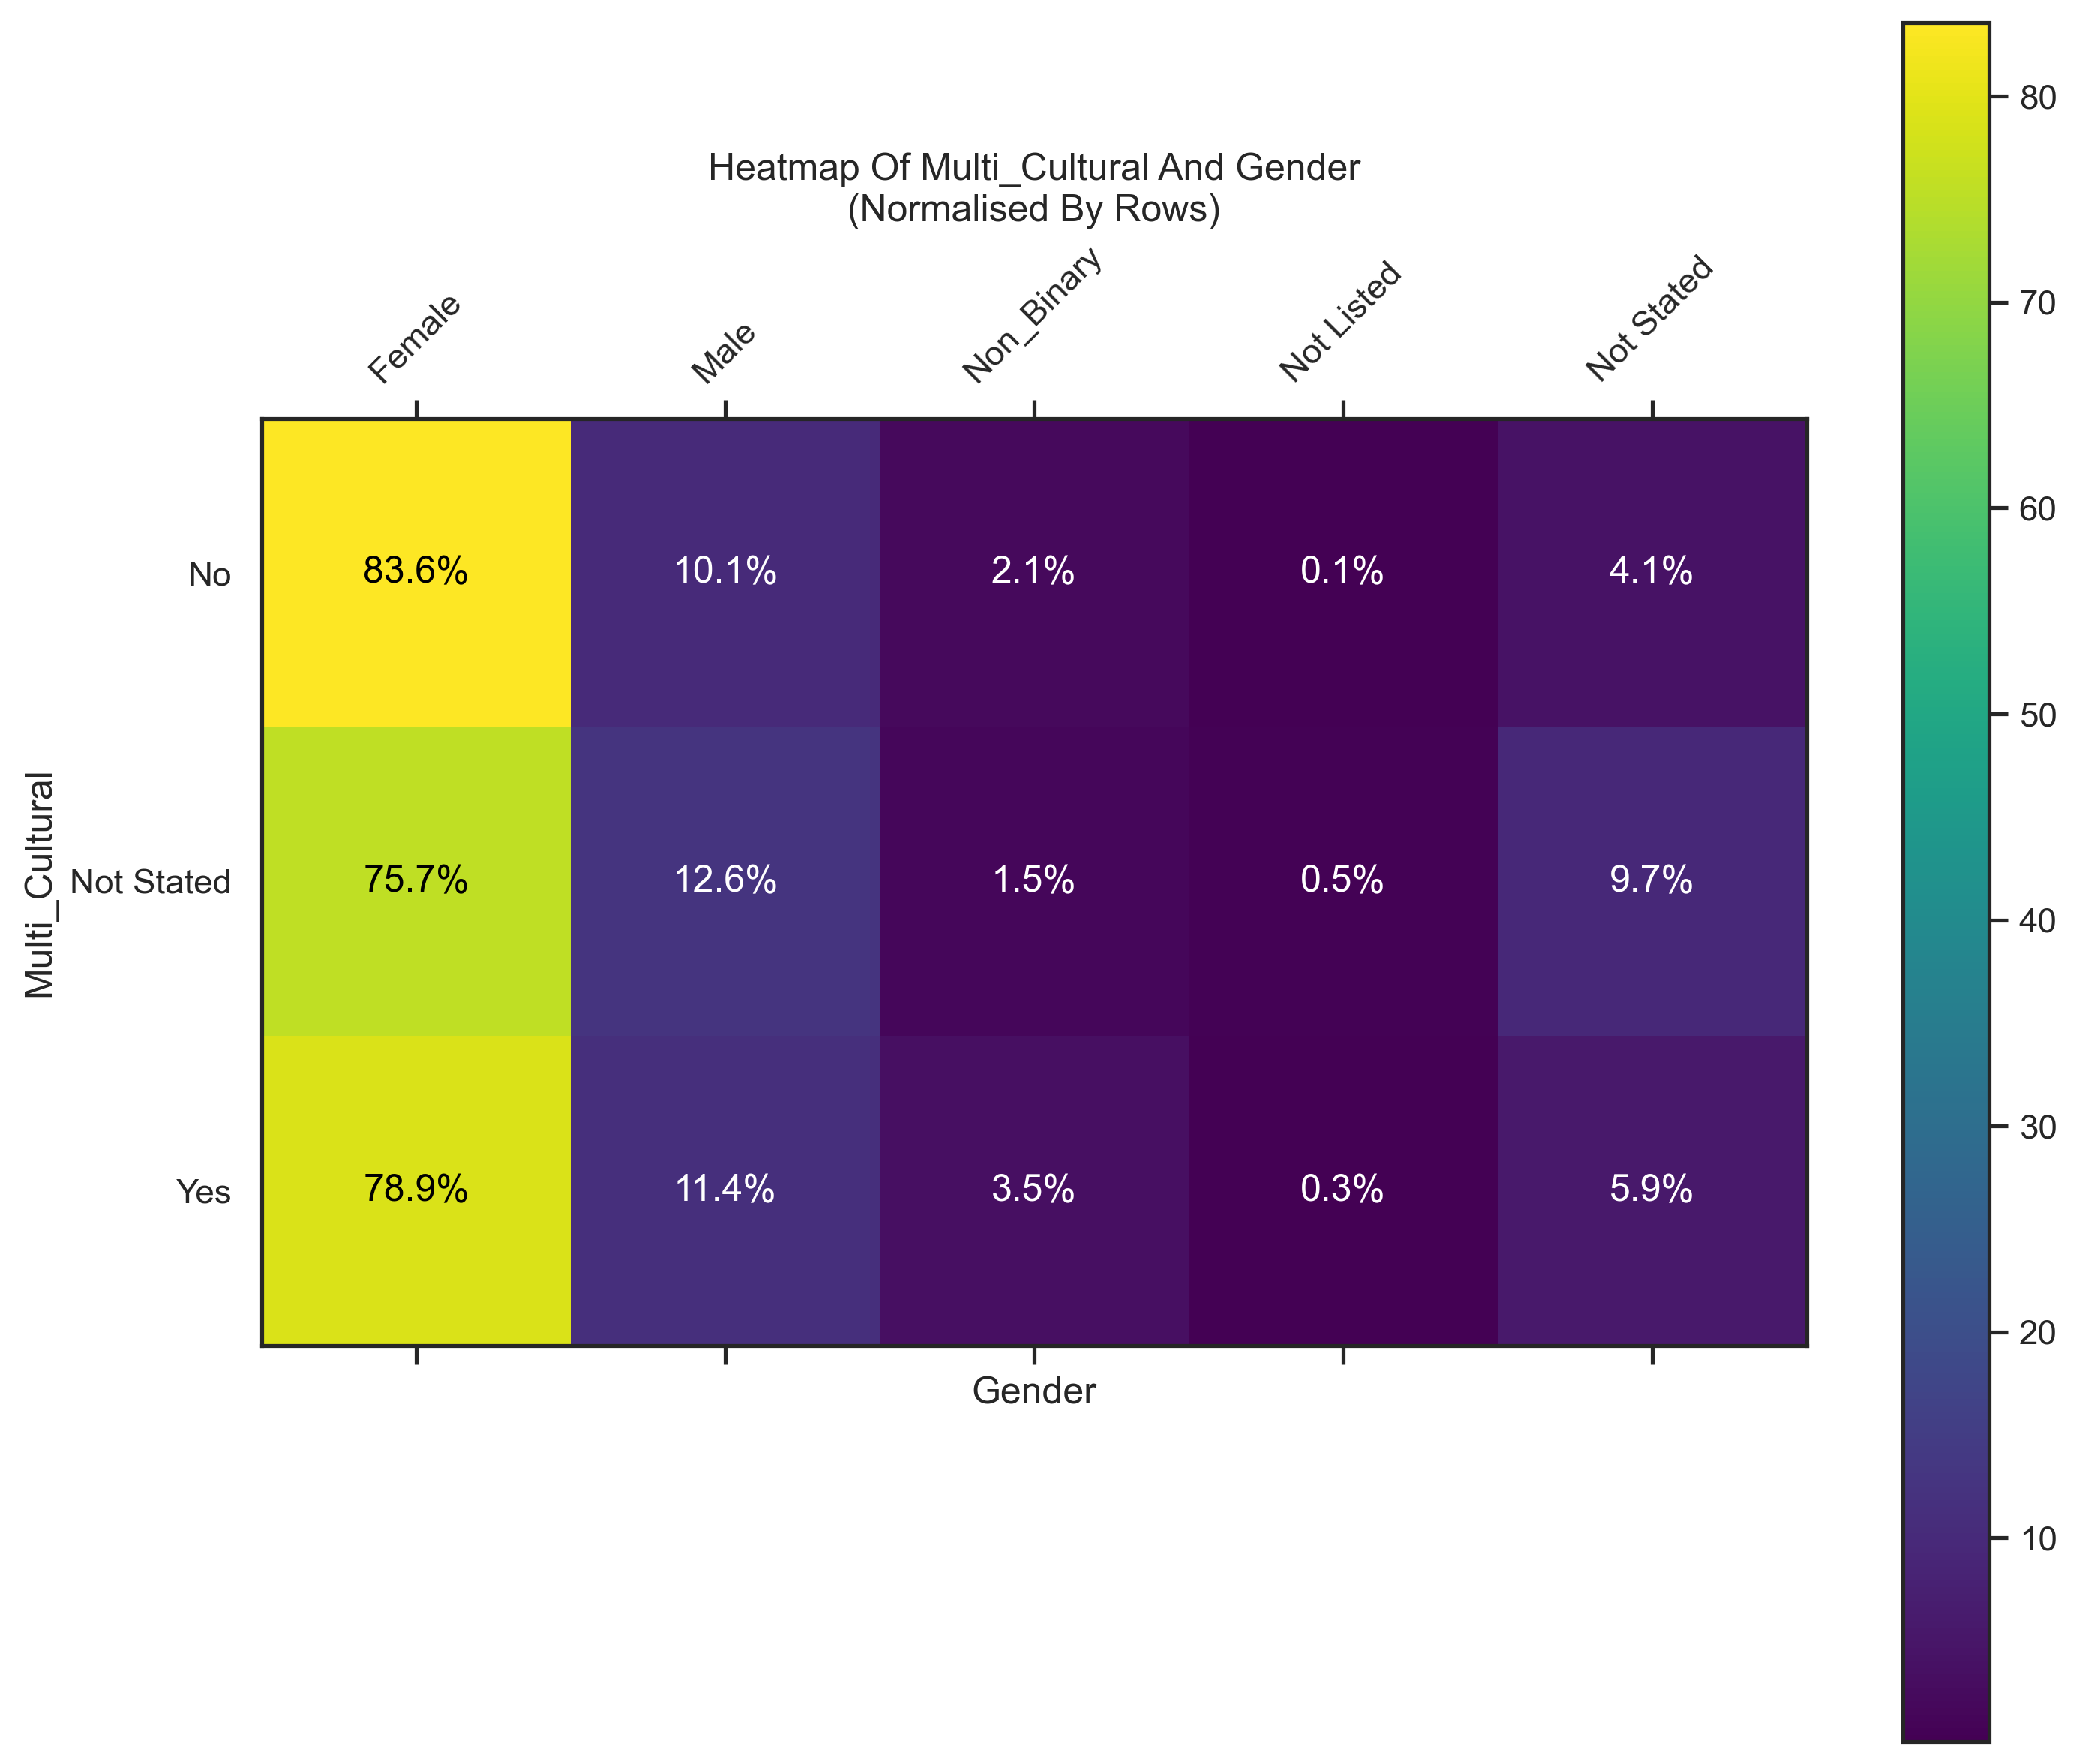 Heatmap Of Multi_Cultural And Gender
(Normalised By Rows)
Female
Male
Non_Binary
Not Listed
Not Stated
No
83.6%
10.1%
2.1%
0.1%
4.1%
Not Stated
75.7%
12.6%
1.5%
0.5%
9.7%
Yes
78.9%
11.4%
3.5%
0.3%
5.9%
Multi_Cultural
Gender
80
70
60
50
40
30
20
10